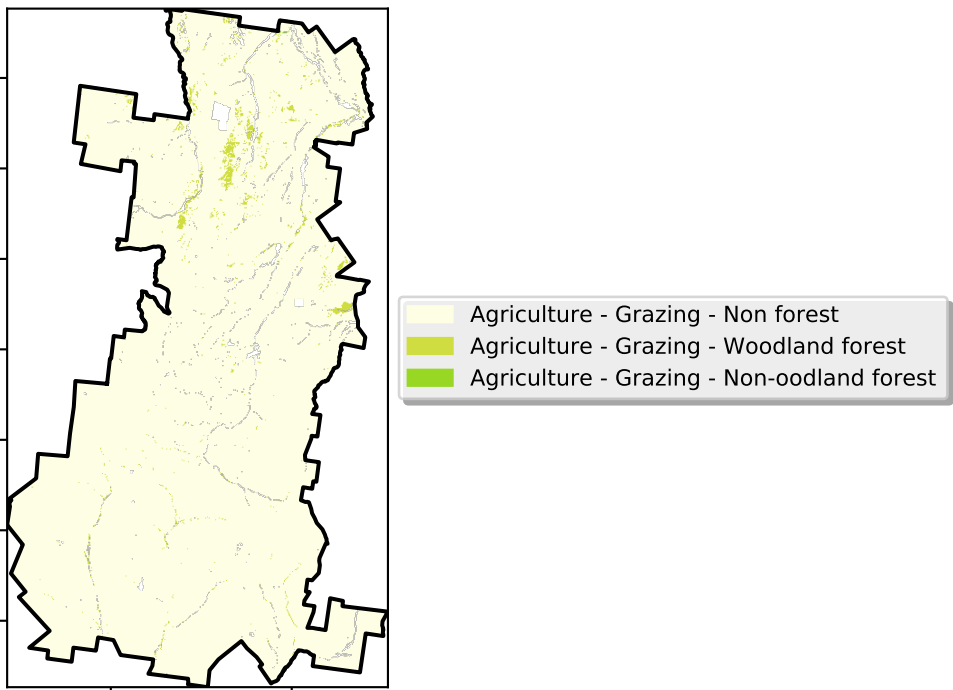 Agriculture - Grazing - Non forest
Agriculture - Grazing - Woodland forest
Agriculture - Grazing - Non-oodland forest